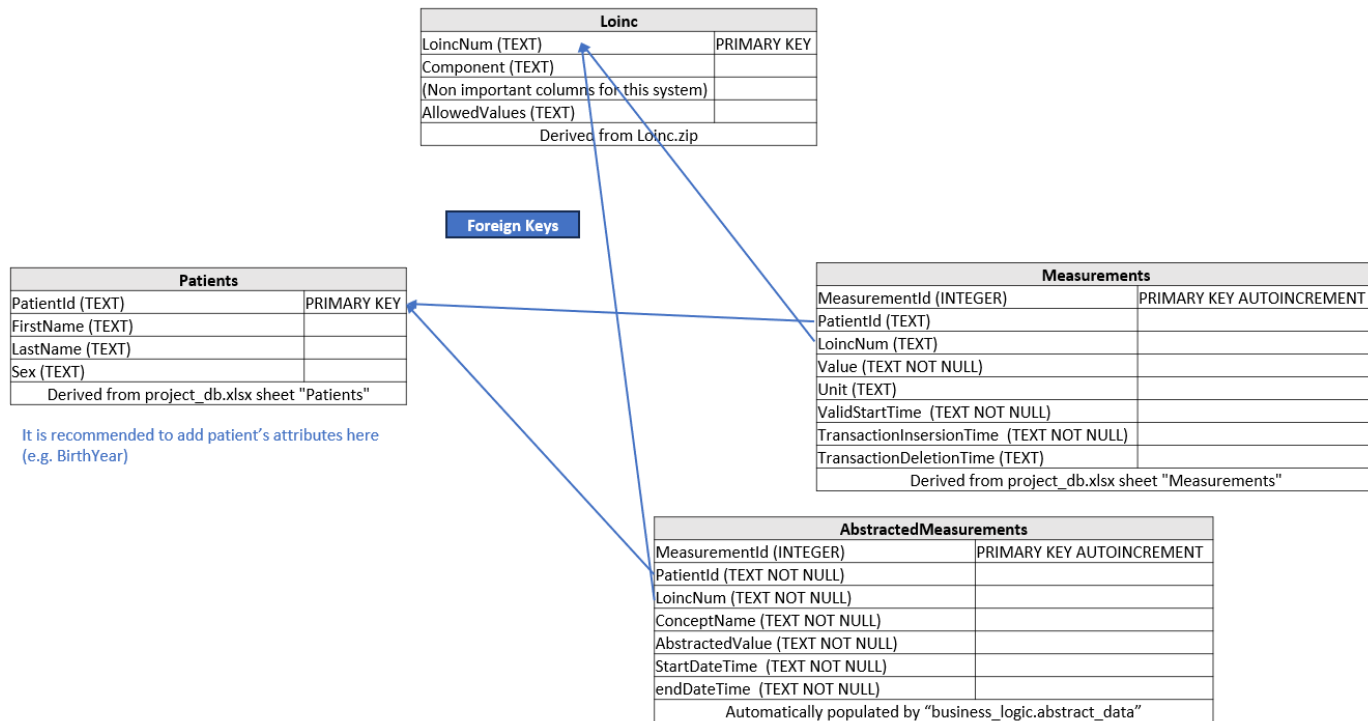 Loinc
LoincNum (TEXT) PRIMARY KEY
Component (TEXT)
(Non important columns for this system)
AllowedValues (TEXT)
Derived from Loinc.zip
Foreign Keys
Patients
PatientId (TEXT) PRIMARY KEY
FirstName (TEXT)
LastName (TEXT)
Sex (TEXT)
Derived from project_db.xlsx sheet "Patients"
It is recommended to add patient's attributes here
(e.g. BirthYear)
Measurements
MeasurementId (INTEGER) PRIMARY KEY AUTOINCREMENT
PatientId (TEXT)
LoincNum (TEXT)
Value (TEXT NOT NULL)
Unit (TEXT)
ValidStartTime (TEXT NOT NULL)
TransactionInsersionTime (TEXT NOT NULL)
TransactionDeletionTime (TEXT)
Derived from project_db.xlsx sheet "Measurements"
AbstractedMeasurements
MeasurementId (INTEGER) PRIMARY KEY AUTOINCREMENT
PatientId (TEXT NOT NULL)
LoincNum (TEXT NOT NULL)
ConceptName (TEXT NOT NULL)
AbstractedValue (TEXT NOT NULL)
StartDateTime (TEXT NOT NULL)
endDateTime (TEXT NOT NULL)
Automatically populated by “business_logic.abstract_data”